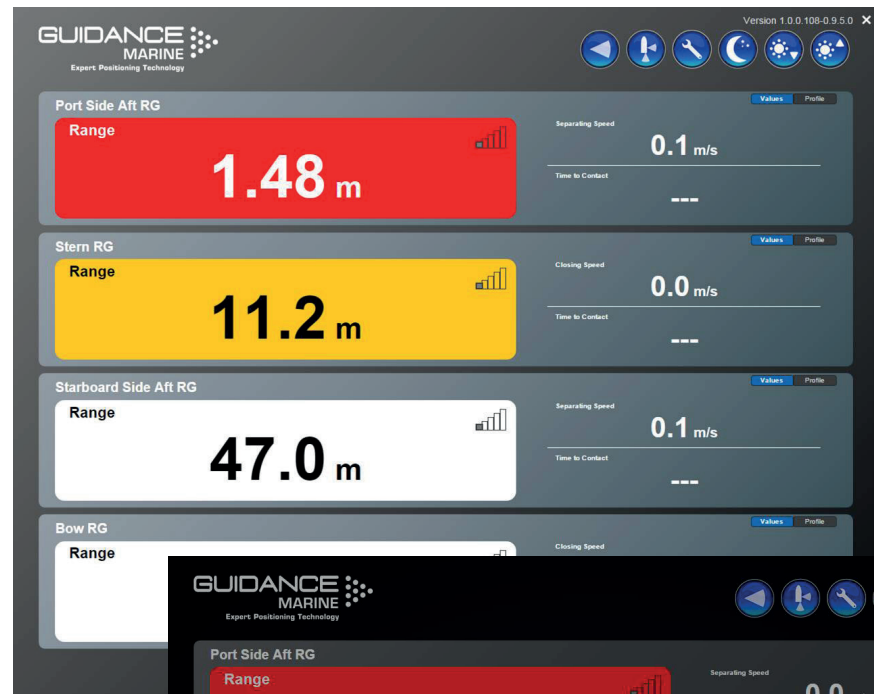 Version 1.0.0.108-0.9.5.0
GUIDANCE
MARINE
Expert Positioning Technology
Port Side Aft RG
Values Profile
Range
1.48 m
Separating Speed
0.1 m/s
Time to Contact
---
Stern RG
Values Profile
Range
11.2 m
Closing Speed
0.0 m/s
Time to Contact
---
Starboard Side Aft RG
Values Profile
Range
47.0 m
Separating Speed
0.1 m/s
Time to Contact
---
Bow RG
Values Profile
Range
Closing Speed
GUIDANCE
MARINE
Expert Positioning Technology
Port Side Aft RG
Range
Separating Speed
0.0